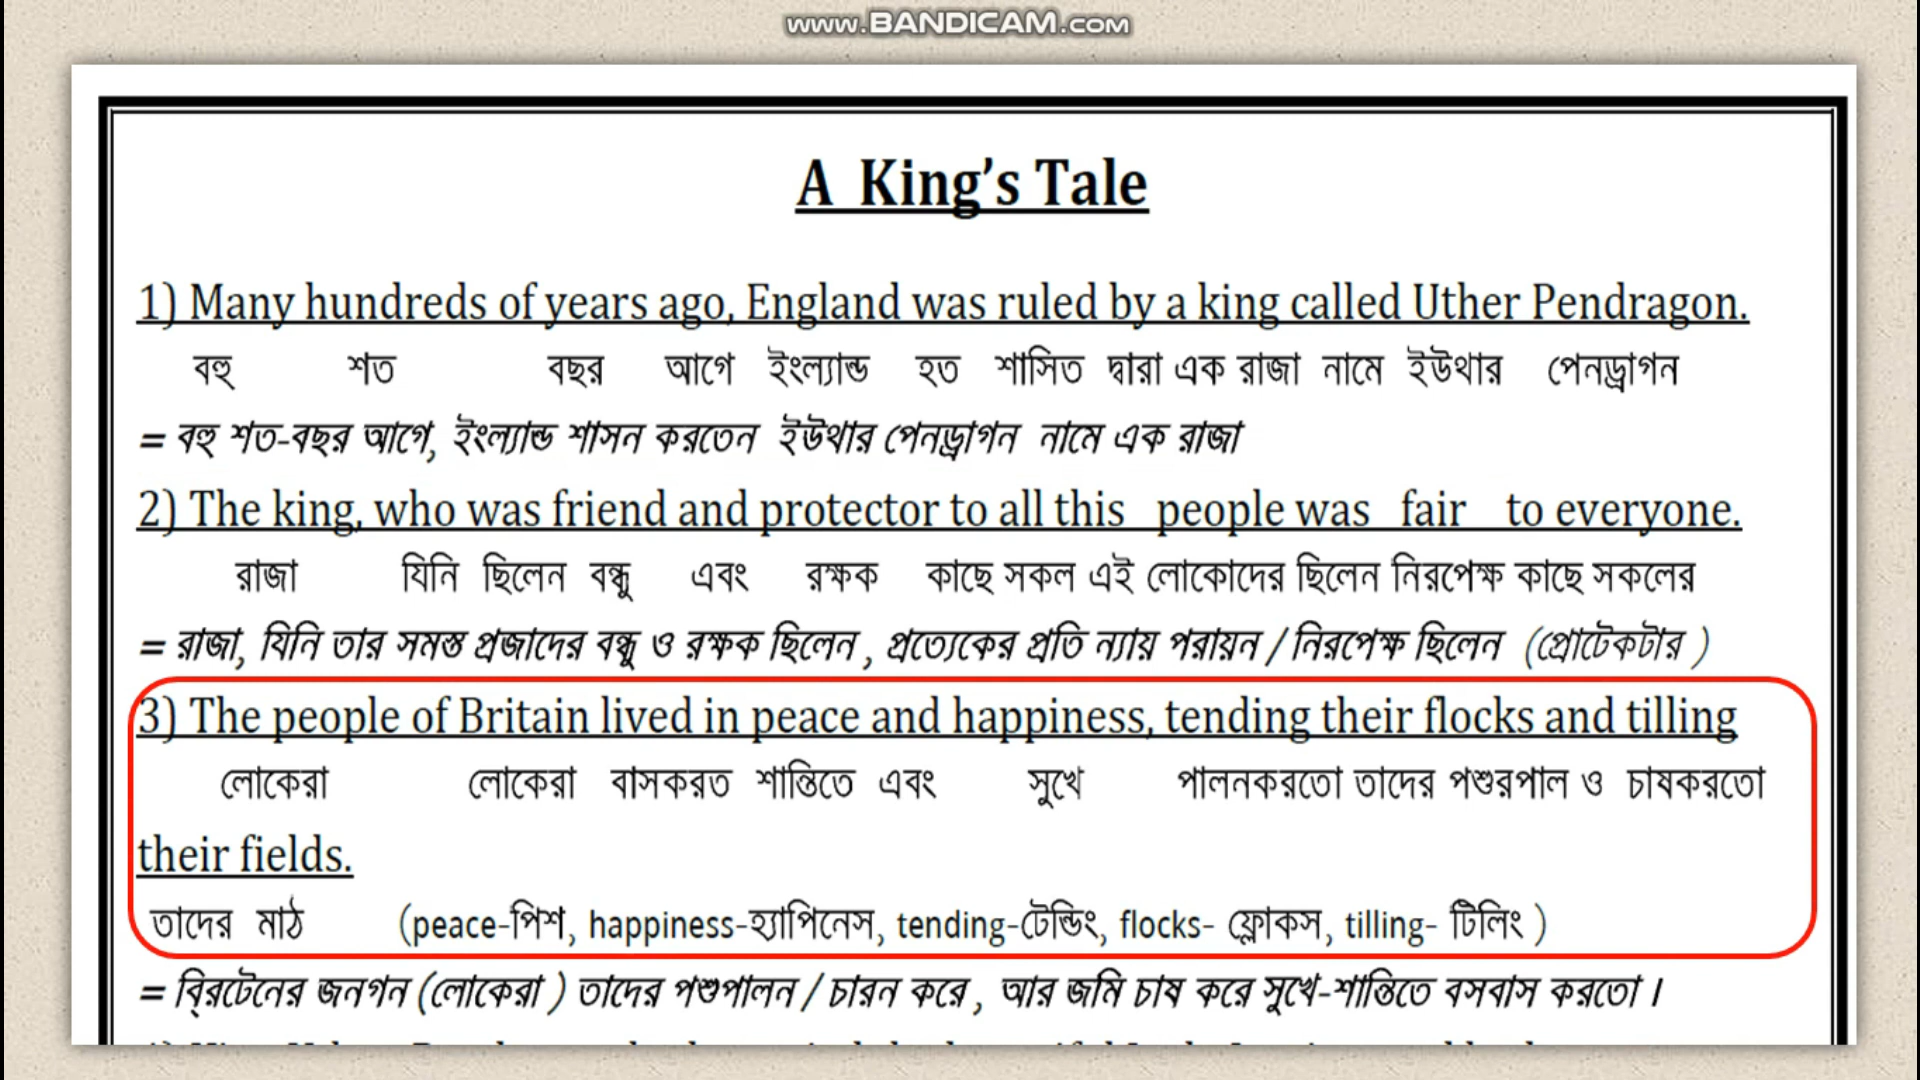 www.BANDICAM.com
A King's Tale
1) Many hundreds of years ago, England was ruled by a king called Uther Pendragon.
বহু শত বছর আগে ইংল্যান্ড হত শাসিত দ্বারা এক রাজা নামে ইউথার পেনড্রাগন
= বহু শত-বছর আগে, ইংল্যান্ড শাসন করতেন ইউথার পেনড্রাগন নামে এক রাজা
2) The king, who was friend and protector to all this people was fair to everyone.
রাজা যিনি ছিলেন বন্ধু এবং রক্ষক কাছে সকল এই লোকোদের ছিলেন নিরপেক্ষ কাছে সকলের
= রাজা, যিনি তার সমস্ত প্রজাদের বন্ধু ও রক্ষক ছিলেন , প্রত্যেকের প্রতি ন্যায় পরায়ন / নিরপেক্ষ ছিলেন (প্রোটেকটার )
3) The people of Britain lived in peace and happiness, tending their flocks and tilling
লোকেরা লোকেরা বাসকরত শান্তিতে এবং সুখে পালনকরতো তাদের পশুরপাল ও চাষকরতো
their fields.
তাদের মাঠ (peace-পিশ, happiness-হ্যাপিনেস, tending-টেন্ডিং, flocks- ফ্লোকস, tilling- টিলিং )
= ব্রিটেনের জনগন (লোকেরা ) তাদের পশুপালন / চারন করে , আর জমি চাষ করে সুখে-শান্তিতে বসবাস করতো ।